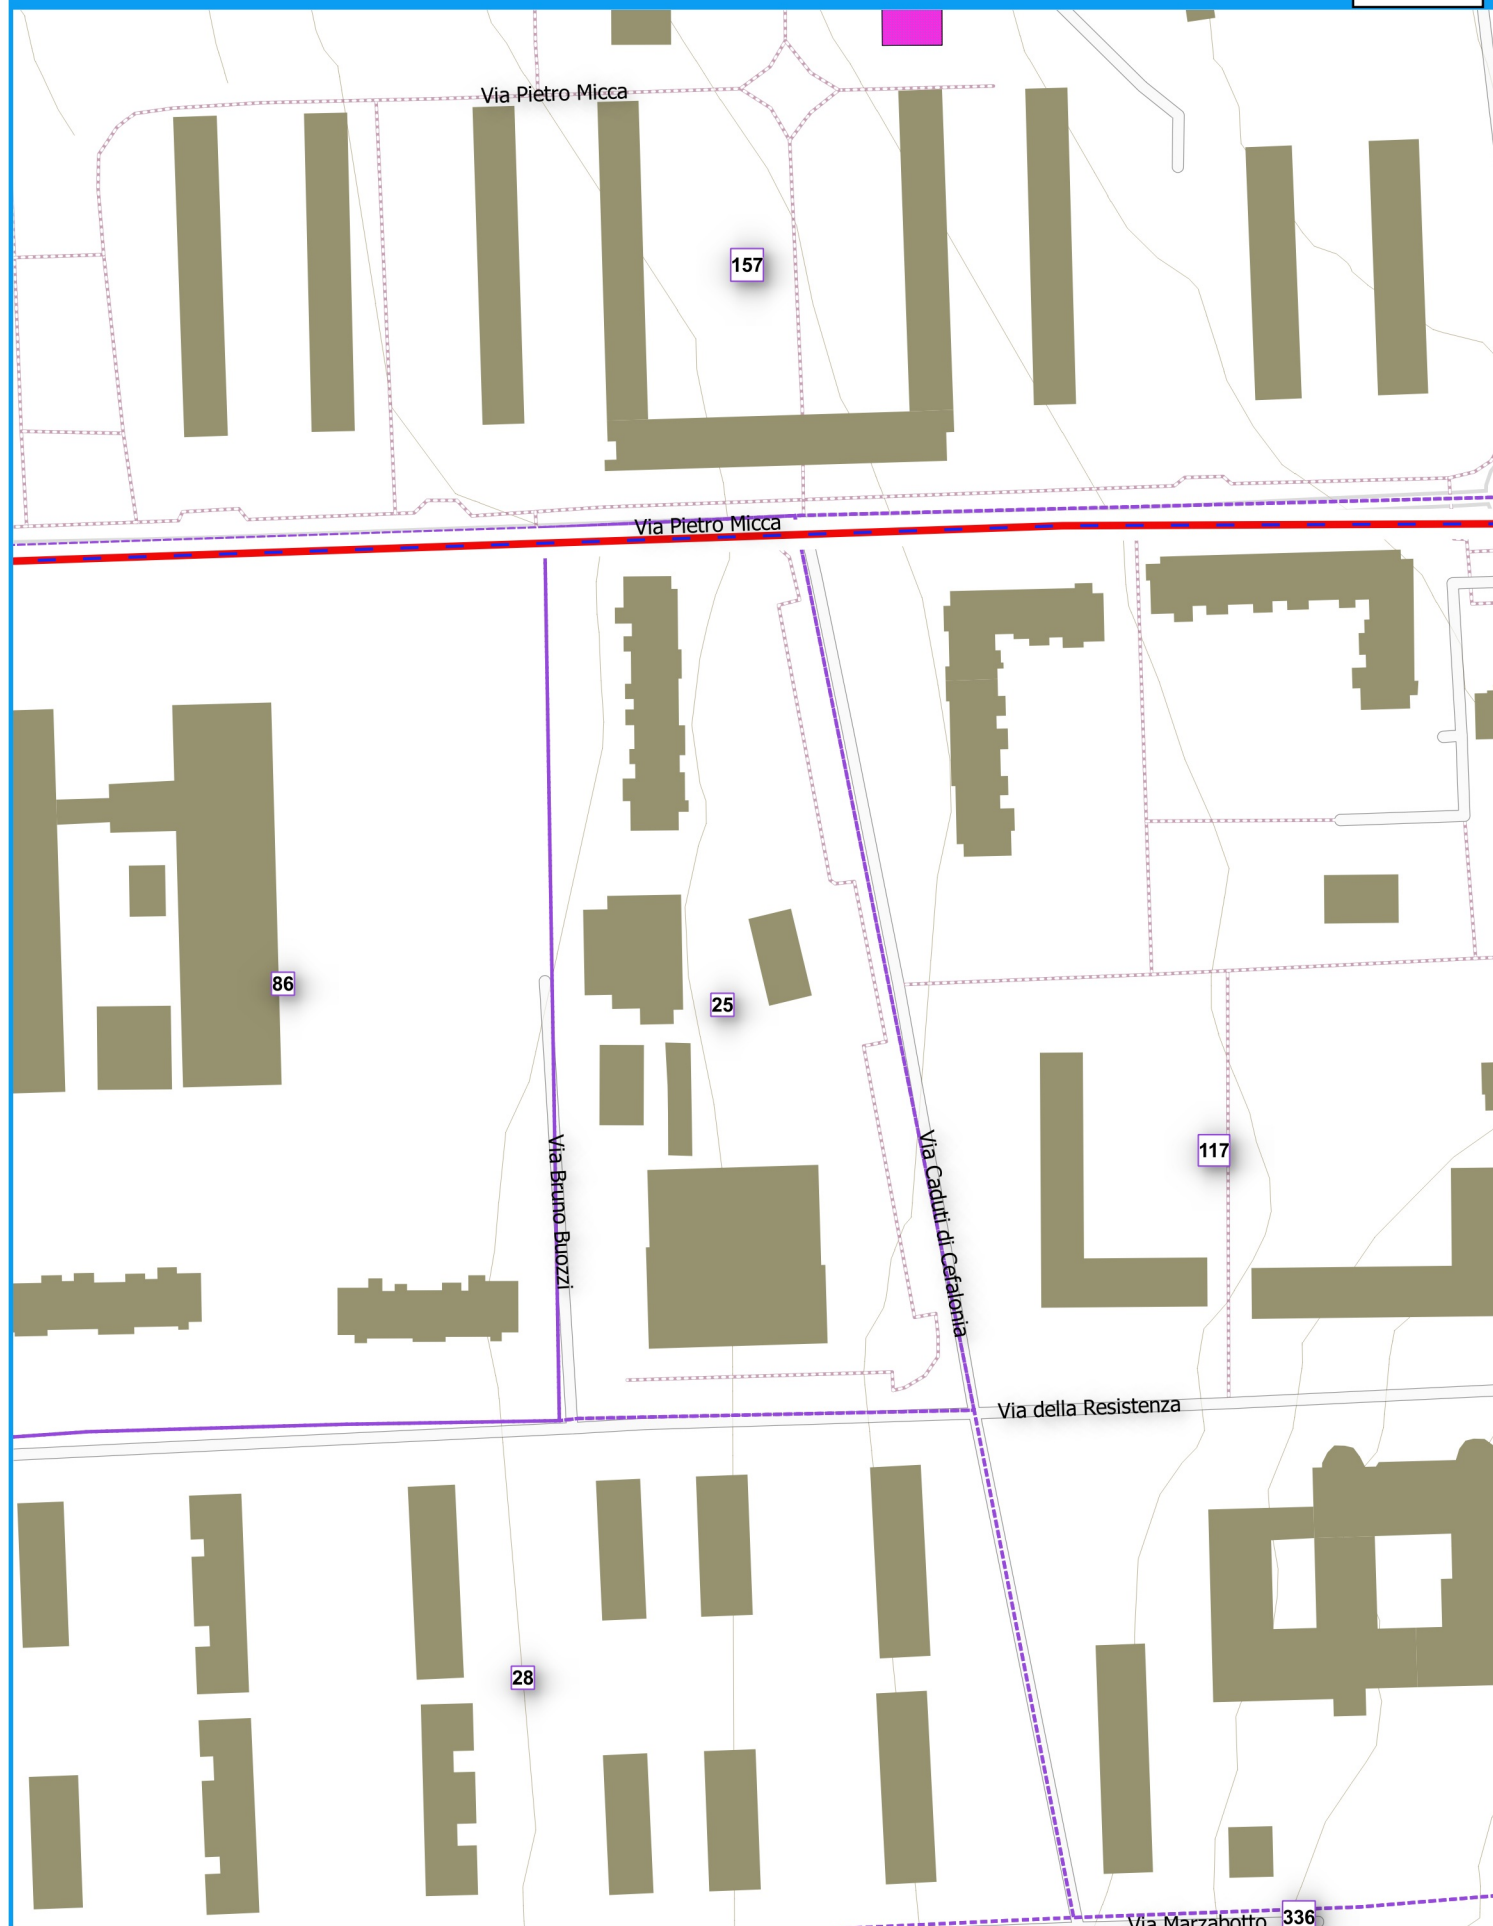 Via Pietro Micca
157
Via Pietro Micca
86
25
Via Bruno Buozzi
Via Caduti di Cefalonia
117
Via della Resistenza
28
336
Via Marzabotto